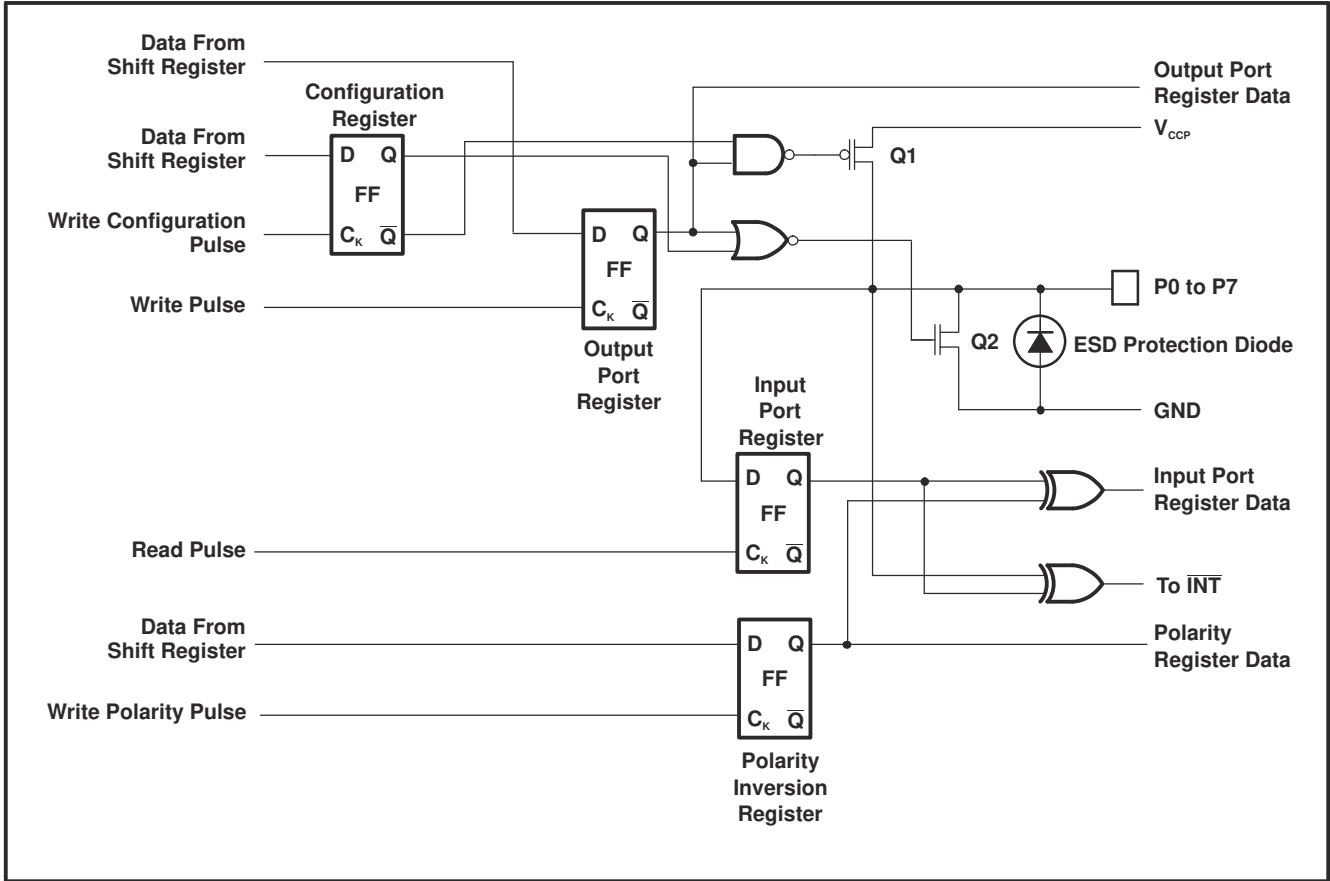 Data From
Shift Register
Configuration
Register
Data From
Shift Register
D Q
FF
Cₖ Q̅
Write Configuration
Pulse
Write Pulse
D Q
FF
Cₖ Q̅
Output
Port
Register
Output Port
Register Data
V_CCP
Q1
P0 to P7
Q2
ESD Protection Diode
GND
Input
Port
Register
D Q
FF
Cₖ Q̅
Read Pulse
Input Port
Register Data
To I̅N̅T̅
Data From
Shift Register
Write Polarity Pulse
D Q
FF
Cₖ Q̅
Polarity
Inversion
Register
Polarity
Register Data